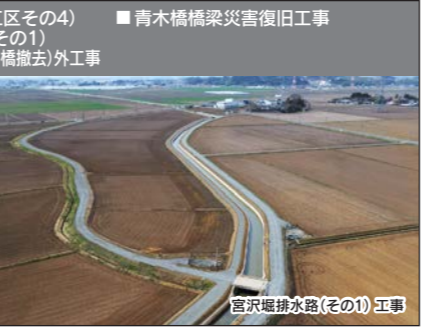 区その4)
■青木橋橋梁災害復旧工事
その1)
橋撤去)外工事
宮沢堀排水路(その1) 工事